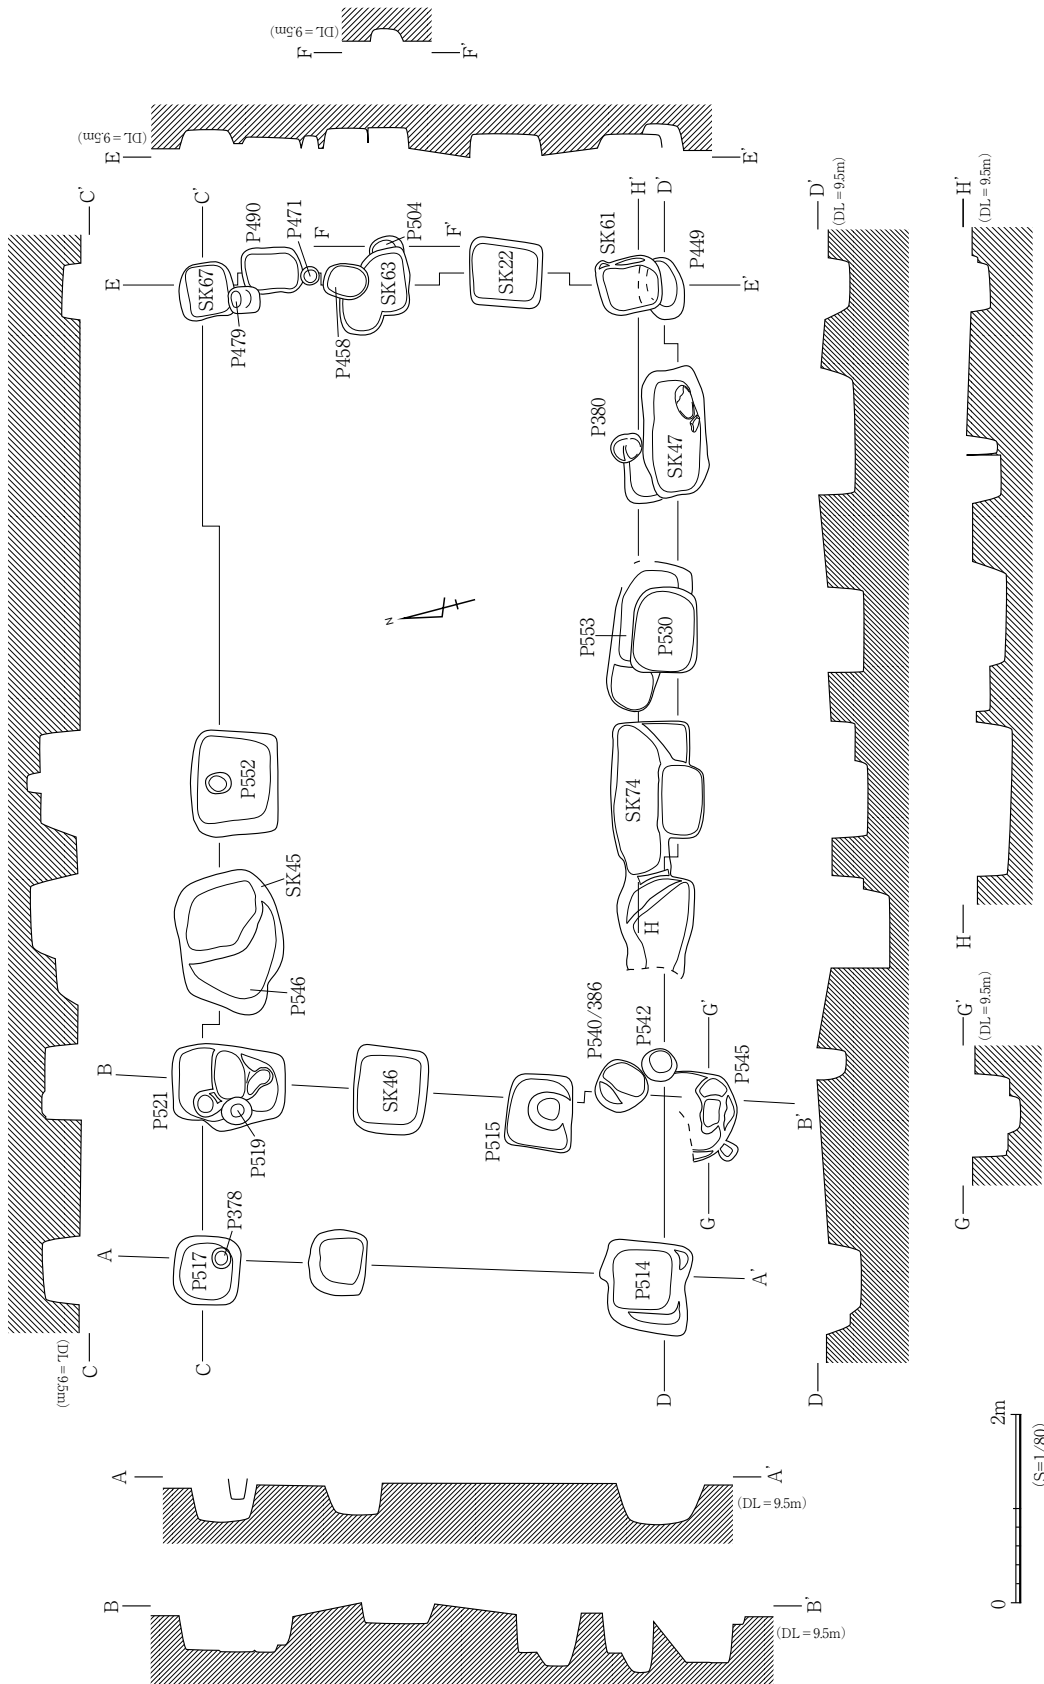 (DL=9.5m)
F
F'
(DL=9.5m)
E
E'
C'
C'
H'
D'
D'
(DL=9.5m)
H'
(DL=9.5m)
E
SK67
P490
P471
F
P504
F'
SK63
SK22
SK61
P449
E'
P479
P458
P380
SK47
N
P553
P530
P552
SK74
SK45
P546
H
H
B
P521
P519
SK46
P515
P540/386
P542
G'
P545
B'
G'
(DL=9.5m)
A
P517
P378
P514
A'
G
G
C
(DL=9.5m)
C
D
D
A
A'
(DL=9.5m)
B
B'
(DL=9.5m)
0
2m
(S=1/80)